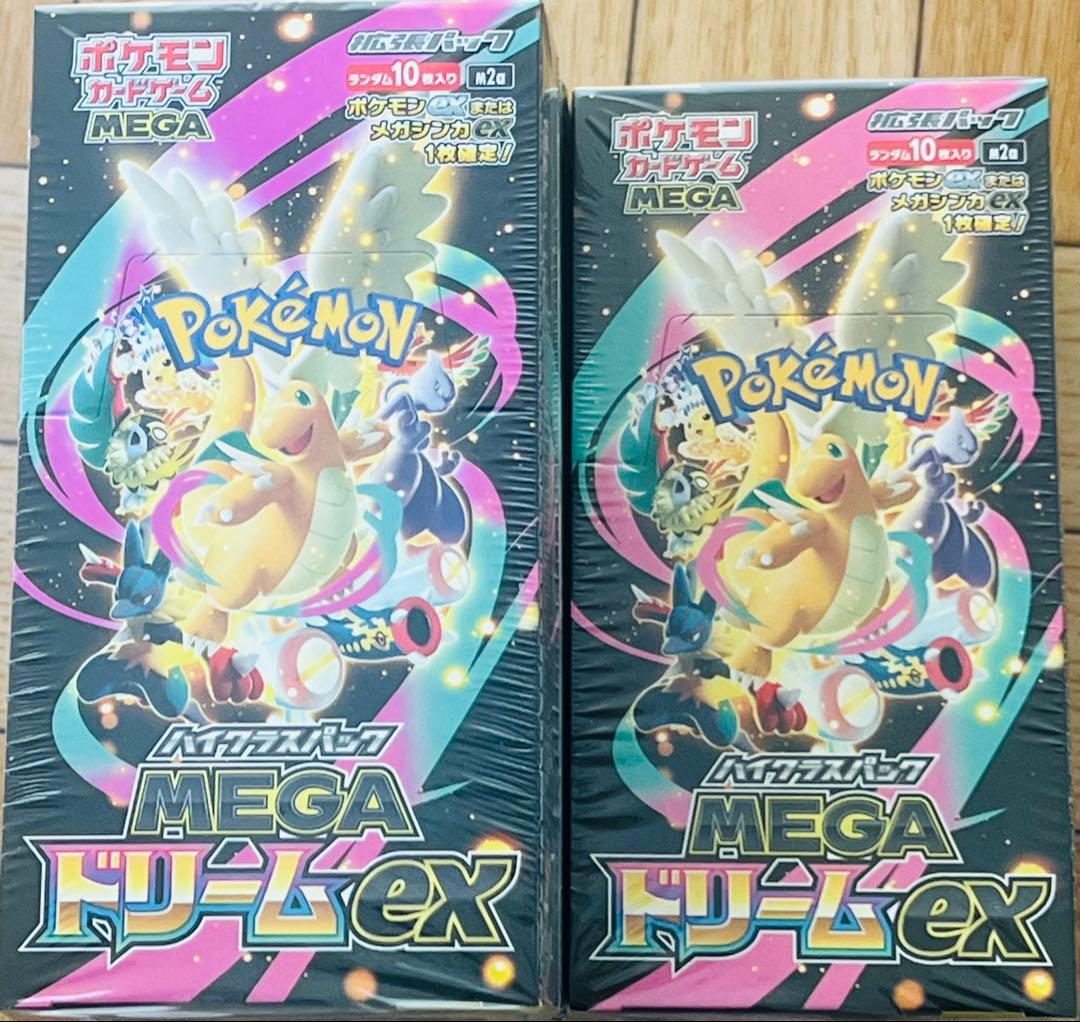 ポケモン
カードゲーム
MEGA
拡張パック
ランダム10枚入り M2a
ポケモンexまたは
メガシンカex
1枚確定!
POKéMON
ハイクラスパック
MEGA
ドリームex
ポケモン
カードゲーム
MEGA
拡張パック
ランダム10枚入り M2a
ポケモンexまたは
メガシンカex
1枚確定!
POKéMON
ハイクラスパック
MEGA
ドリームex